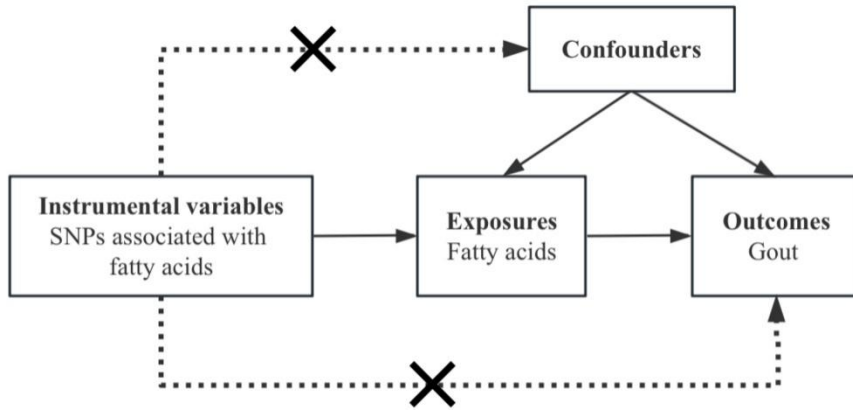 Confounders
Instrumental variables
SNPs associated with
fatty acids
Exposures
Fatty acids
Outcomes
Gout